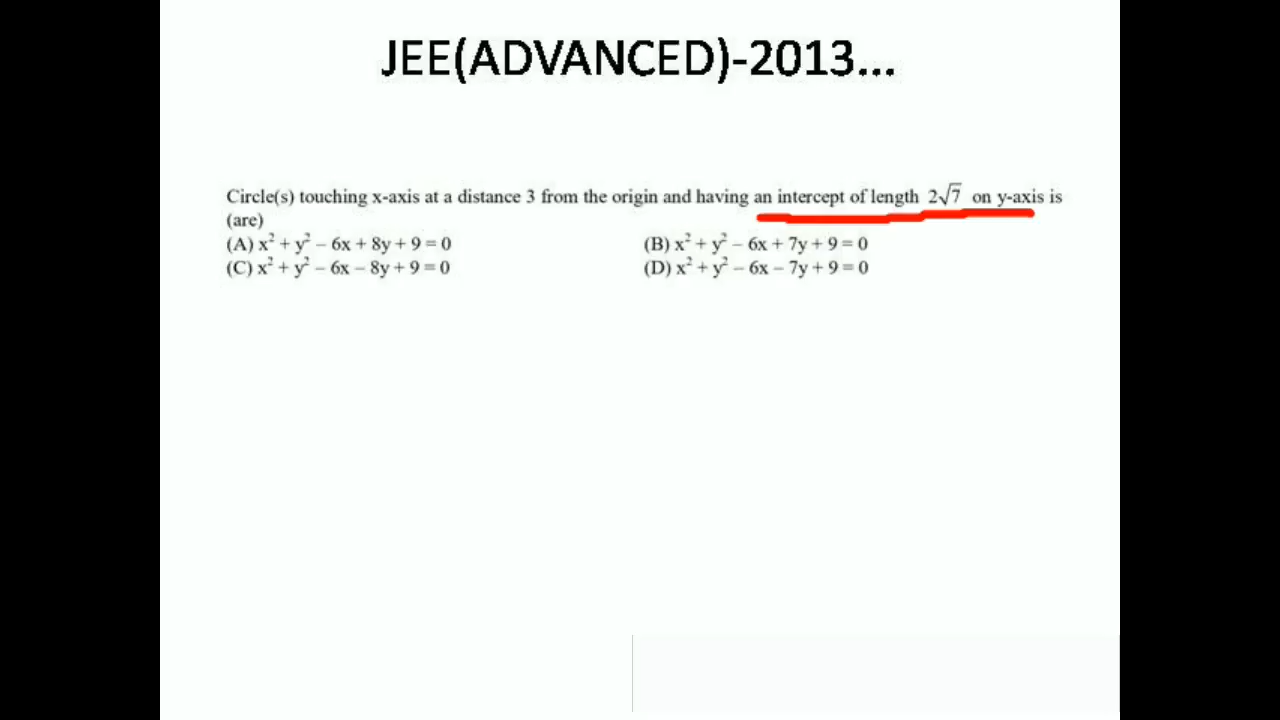 JEE(ADVANCED)-2013...
Circle(s) touching x-axis at a distance 3 from the origin and having an intercept of length 2√7 on y-axis is
(are)
(A) x² + y² – 6x + 8y + 9 = 0 (B) x² + y² – 6x + 7y + 9 = 0
(C) x² + y² – 6x – 8y + 9 = 0 (D) x² + y² – 6x – 7y + 9 = 0